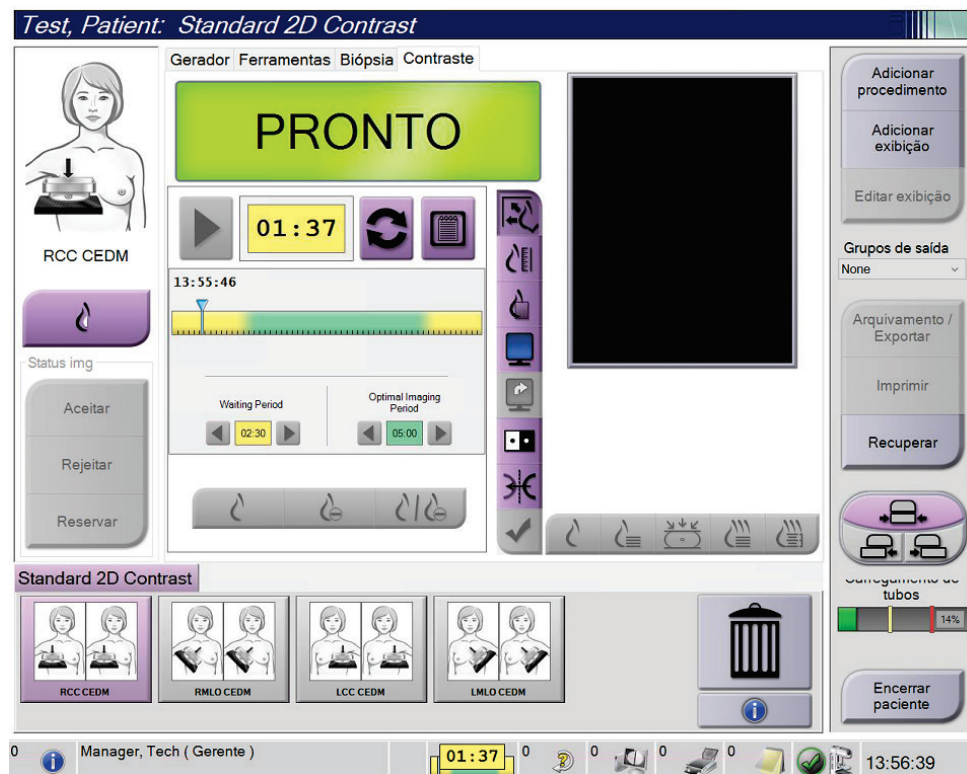 Test, Patient: Standard 2D Contrast
Gerador Ferramentas Biópsia Contraste
PRONTO
RCC CEDM
01:37
13:55:46
Waiting Period
02:30
Optimal Imaging
Period
05:00
Status img
Aceitar
Rejeitar
Reservar
Adicionar
procedimento
Adicionar
exibição
Editar exibição
Grupos de saída
None
Arquivamento /
Exportar
Imprimir
Recuperar
Carregamento de
tubos
14%
Encerrar
paciente
Standard 2D Contrast
RCC CEDM
RMLO CEDM
LCC CEDM
LMLO CEDM
0 Manager, Tech ( Gerente ) 01:37 0 0 0 0 13:56:39